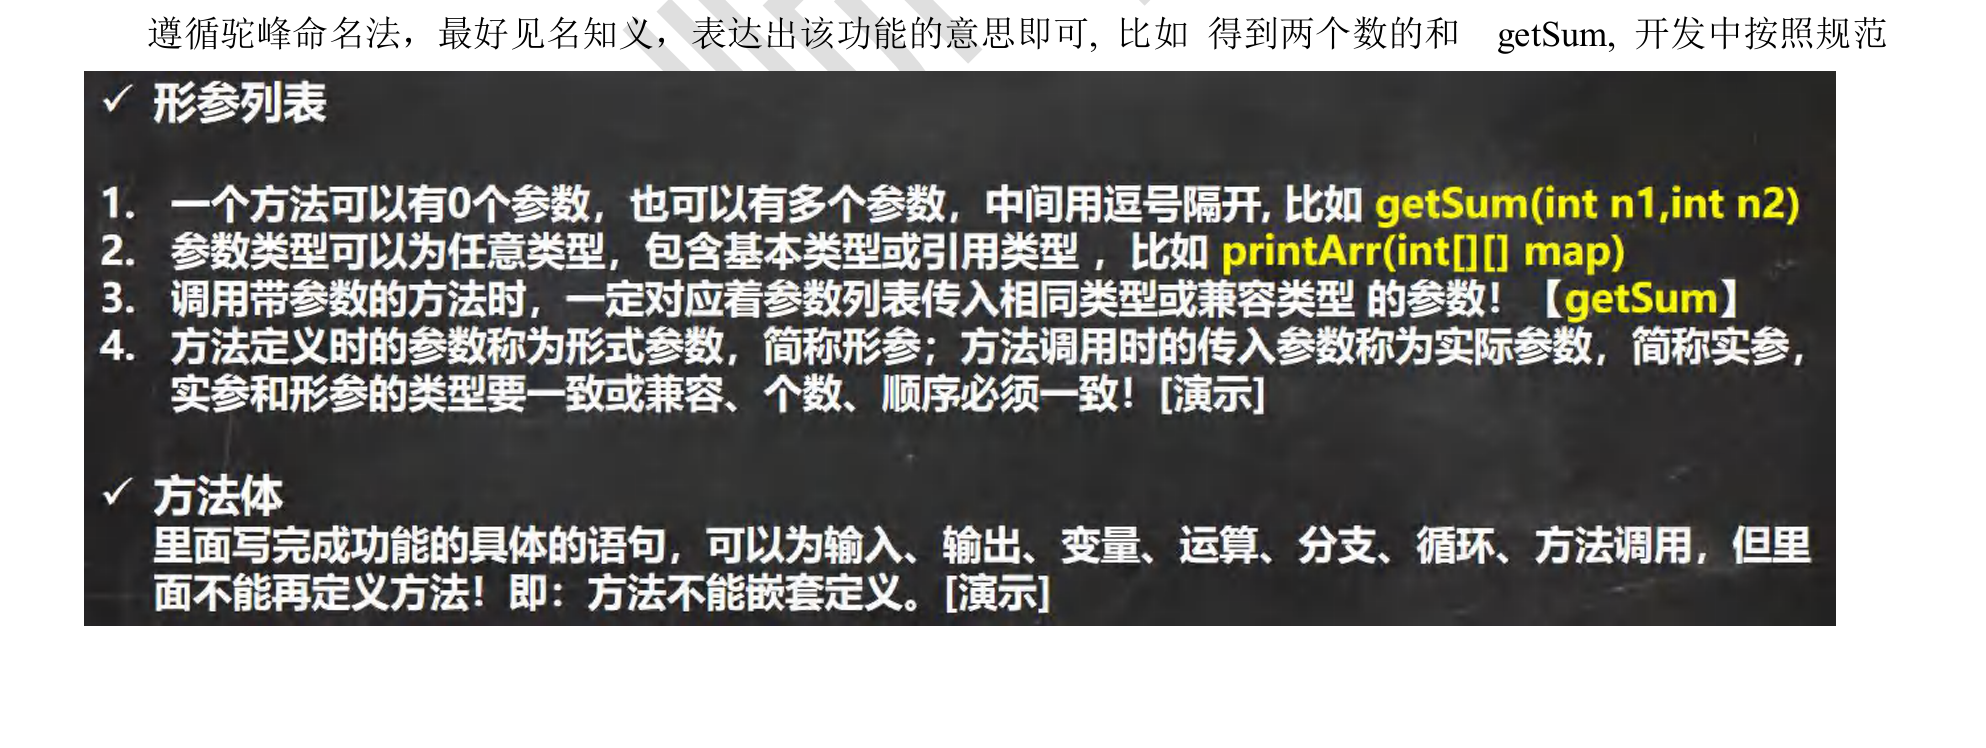 遵循驼峰命名法，最好见名知义，表达出该功能的意思即可, 比如 得到两个数的和 getSum, 开发中按照规范
✓ 形参列表
1. 一个方法可以有0个参数，也可以有多个参数，中间用逗号隔开, 比如 getSum(int n1,int n2)
2. 参数类型可以为任意类型，包含基本类型或引用类型 ，比如 printArr(int[][] map)
3. 调用带参数的方法时，一定对应着参数列表传入相同类型或兼容类型 的参数！【getSum】
4. 方法定义时的参数称为形式参数，简称形参；方法调用时的传入参数称为实际参数，简称实参，
实参和形参的类型要一致或兼容、个数、顺序必须一致！[演示]
✓ 方法体
里面写完成功能的具体的语句，可以为输入、输出、变量、运算、分支、循环、方法调用，但里
面不能再定义方法！即：方法不能嵌套定义。[演示]